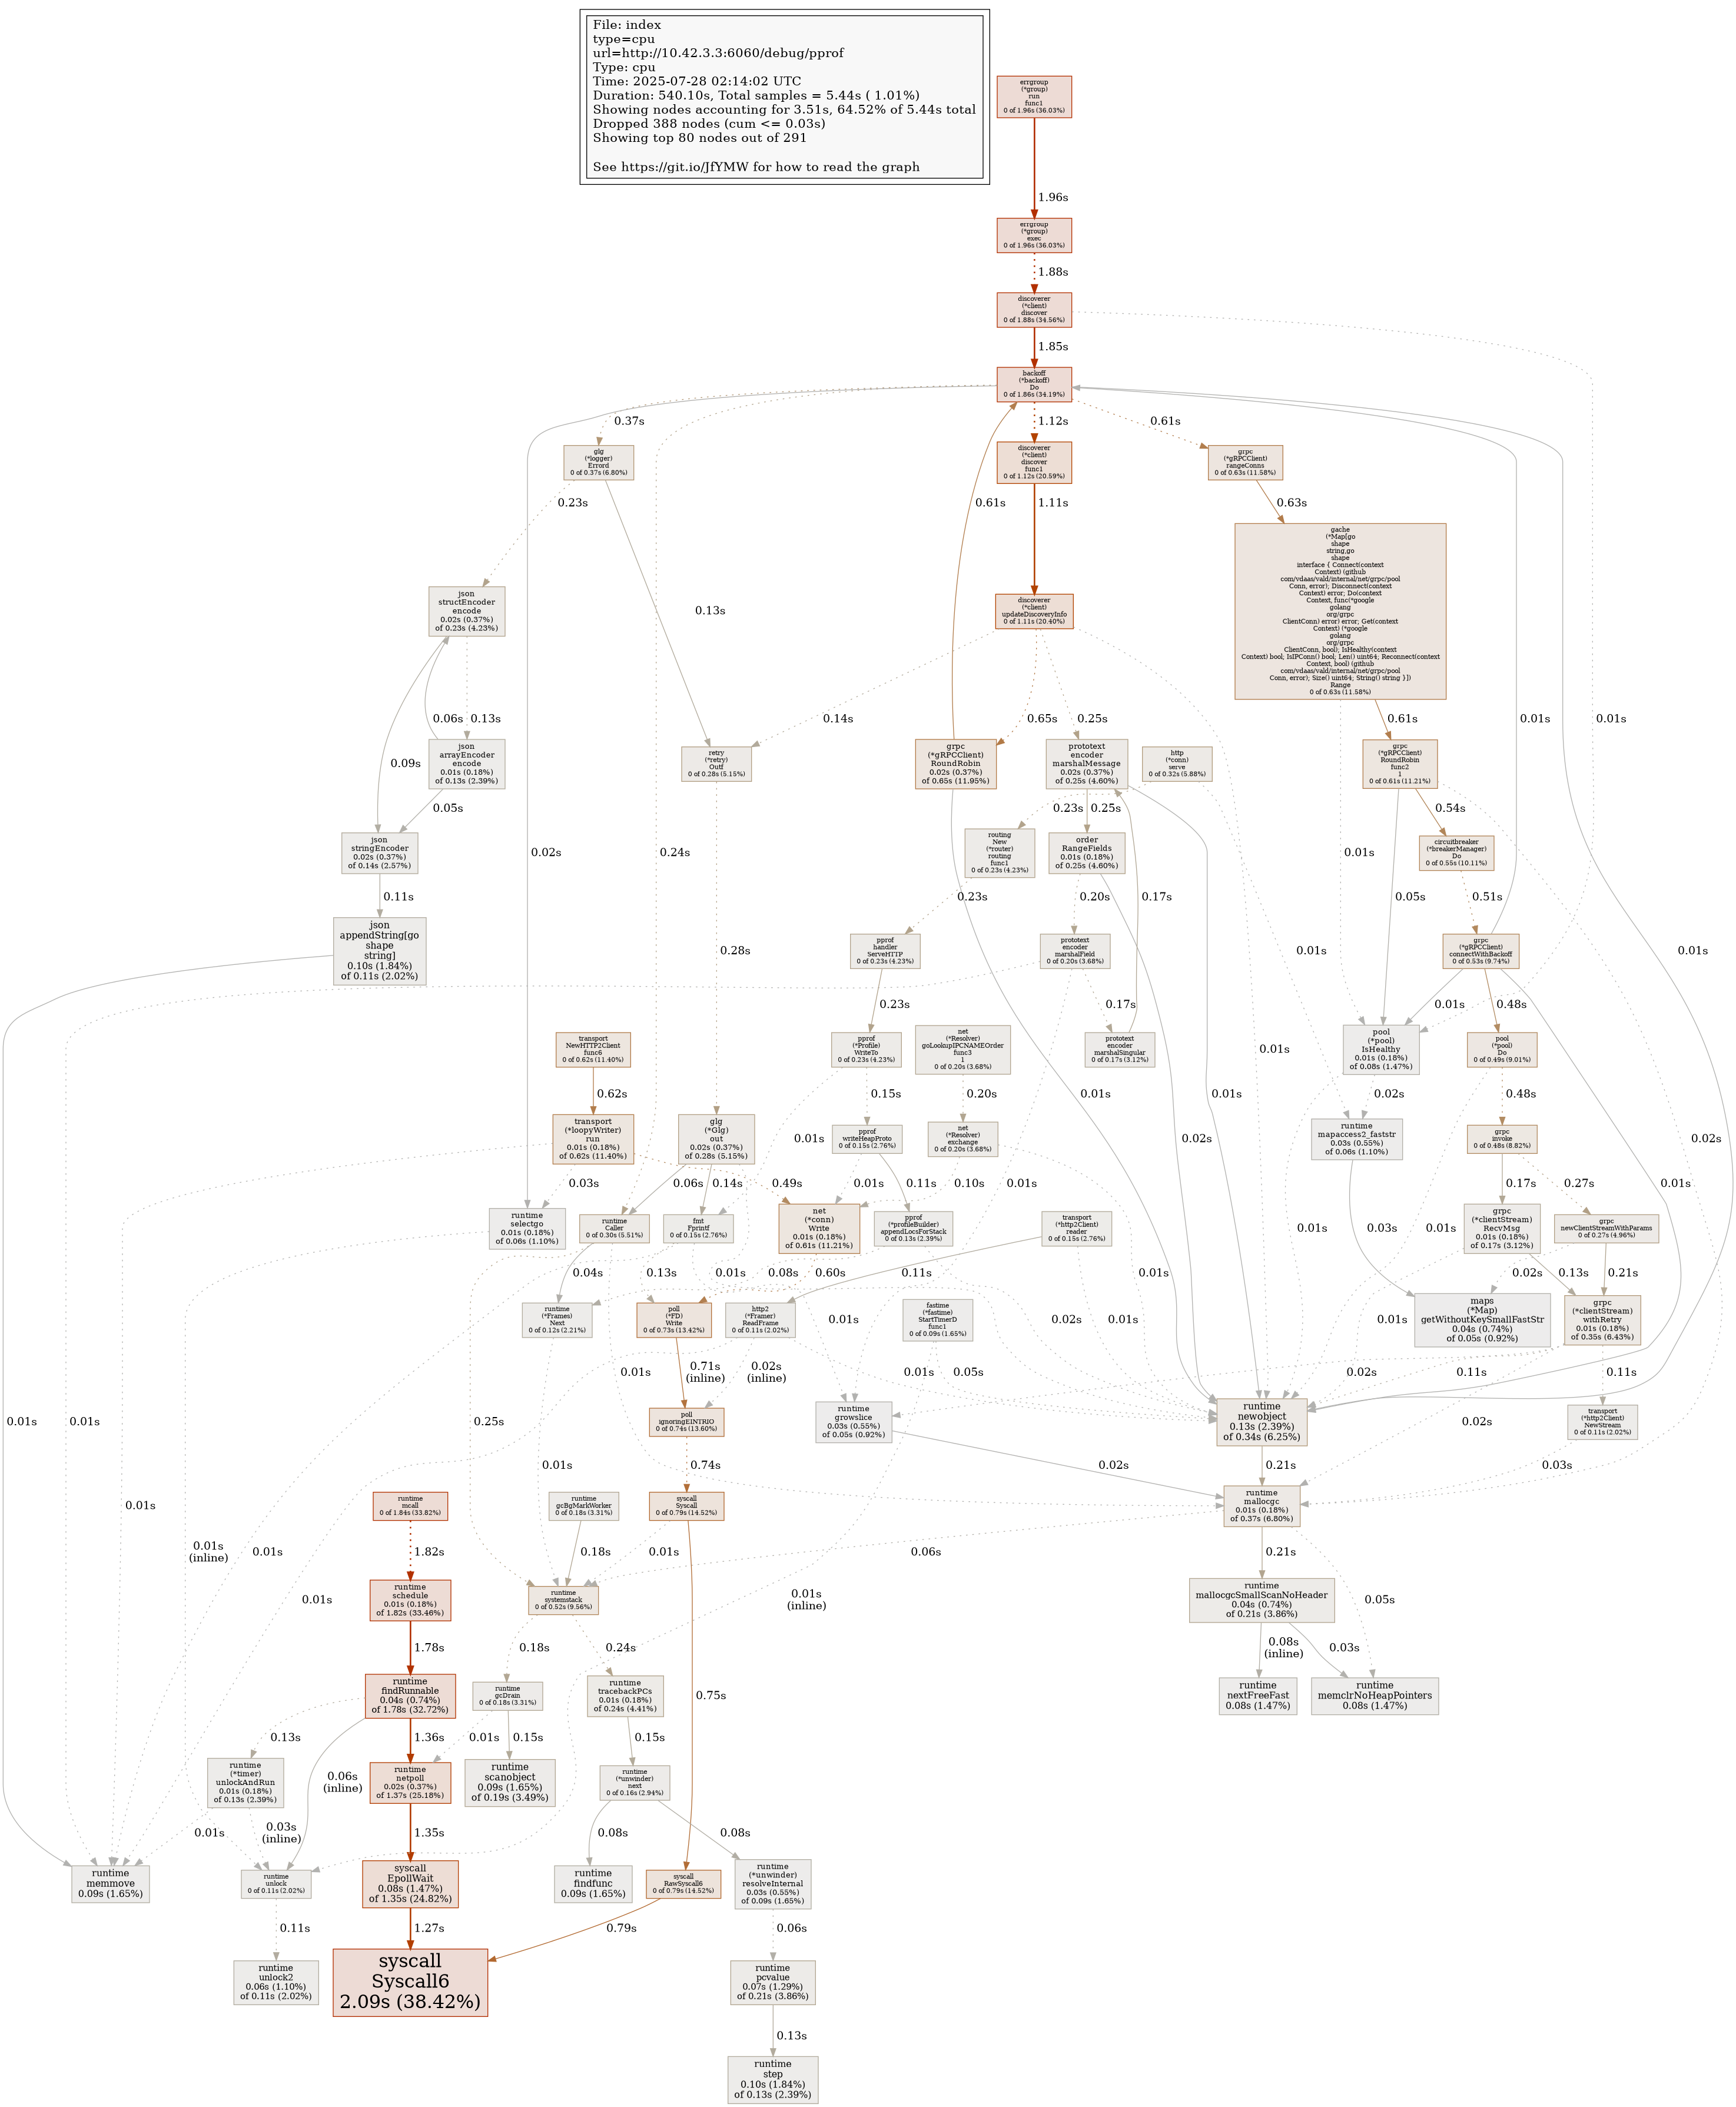 File: index
type=cpu
url=http://10.42.3.3:6060/debug/pprof
Type: cpu
Time: 2025-07-28 02:14:02 UTC
Duration: 540.10s, Total samples = 5.44s ( 1.01%)
Showing nodes accounting for 3.51s, 64.52% of 5.44s total
Dropped 388 nodes (cum <= 0.03s)
Showing top 80 nodes out of 291
See https://git.io/JfYMW for how to read the graph
errgroup
(*group)
run
func1
0 of 1.96s (36.03%)
1.96s
errgroup
(*group)
exec
0 of 1.96s (36.03%)
1.88s
discoverer
(*client)
discover
0 of 1.88s (34.56%)
1.85s
backoff
(*backoff)
Do
0 of 1.86s (34.19%)
0.37s
1.12s
0.61s
glg
(*logger)
Errord
0 of 0.37s (6.80%)
discoverer
(*client)
discover
func1
0 of 1.12s (20.59%)
grpc
(*gRPCClient)
rangeConns
0 of 0.63s (11.58%)
0.23s
0.61s
1.11s
0.63s
gache
(*Map[go
shape
string,go
shape
interface { Connect(context
Context) (github
com/vdaas/vald/internal/net/grpc/pool
Conn, error); Disconnect(context
Context) error; Do(context
Context, func(*google
golang
org/grpc
ClientConn) error) error; Get(context
Context) (*google
golang
org/grpc
ClientConn, bool); IsHealthy(context
Context) bool; IsIPConn() bool; Len() uint64; Reconnect(context
Context, bool) (github
com/vdaas/vald/internal/net/grpc/pool
Conn, error); Size() uint64; String() string }])
Range
0 of 0.63s (11.58%)
0.01s
0.01s
json
structEncoder
encode
0.02s (0.37%)
of 0.23s (4.23%)
0.13s
discoverer
(*client)
updateDiscoveryInfo
0 of 1.11s (20.40%)
0.06s
0.13s
0.14s
0.65s
0.25s
0.61s
0.09s
json
arrayEncoder
encode
0.01s (0.18%)
of 0.13s (2.39%)
retry
(*retry)
Outf
0 of 0.28s (5.15%)
grpc
(*gRPCClient)
RoundRobin
0.02s (0.37%)
of 0.65s (11.95%)
prototext
encoder
marshalMessage
0.02s (0.37%)
of 0.25s (4.60%)
http
(*conn)
serve
0 of 0.32s (5.88%)
grpc
(*gRPCClient)
RoundRobin
func2
1
0 of 0.61s (11.21%)
0.01s
0.05s
0.23s
0.25s
0.54s
json
stringEncoder
0.02s (0.37%)
of 0.14s (2.57%)
0.02s
0.24s
routing
New
(*router)
routing
func1
0 of 0.23s (4.23%)
order
RangeFields
0.01s (0.18%)
of 0.25s (4.60%)
0.01s
circuitbreaker
(*breakerManager)
Do
0 of 0.55s (10.11%)
0.11s
0.23s
0.20s
0.17s
0.01s
0.05s
0.51s
json
appendString[go
shape
string]
0.10s (1.84%)
of 0.11s (2.02%)
0.28s
pprof
handler
ServeHTTP
0 of 0.23s (4.23%)
prototext
encoder
marshalField
0 of 0.20s (3.68%)
0.01s
grpc
(*gRPCClient)
connectWithBackoff
0 of 0.53s (9.74%)
0.01s
0.23s
0.17s
0.01s
0.48s
transport
NewHTTP2Client
func6
0 of 0.62s (11.40%)
pprof
(*Profile)
WriteTo
0 of 0.23s (4.23%)
net
(*Resolver)
goLookupIPCNAMEOrder
func3
1
0 of 0.20s (3.68%)
prototext
encoder
marshalSingular
0 of 0.17s (3.12%)
0.01s
pool
(*pool)
IsHealthy
0.01s (0.18%)
of 0.08s (1.47%)
pool
(*pool)
Do
0 of 0.49s (9.01%)
0.02s
0.62s
0.15s
0.20s
0.01s
0.02s
0.48s
transport
(*loopyWriter)
run
0.01s (0.18%)
of 0.62s (11.40%)
glg
(*Glg)
out
0.02s (0.37%)
of 0.28s (5.15%)
0.01s
pprof
writeHeapProto
0 of 0.15s (2.76%)
net
(*Resolver)
exchange
0 of 0.20s (3.68%)
0.02s
runtime
mapaccess2_faststr
0.03s (0.55%)
of 0.06s (1.10%)
grpc
invoke
0 of 0.48s (8.82%)
0.03s
0.06s
0.14s
0.49s
0.01s
0.11s
0.10s
0.01s
0.01s
0.03s
0.01s
0.17s
0.27s
0.01s
runtime
selectgo
0.01s (0.18%)
of 0.06s (1.10%)
runtime
Caller
0 of 0.30s (5.51%)
fmt
Fprintf
0 of 0.15s (2.76%)
net
(*conn)
Write
0.01s (0.18%)
of 0.61s (11.21%)
pprof
(*profileBuilder)
appendLocsForStack
0 of 0.13s (2.39%)
transport
(*http2Client)
reader
0 of 0.15s (2.76%)
grpc
(*clientStream)
RecvMsg
0.01s (0.18%)
of 0.17s (3.12%)
grpc
newClientStreamWithParams
0 of 0.27s (4.96%)
0.04s
0.13s
0.01s
0.08s
0.60s
0.11s
0.01s
0.02s
0.13s
0.21s
runtime
(*Frames)
Next
0 of 0.12s (2.21%)
poll
(*FD)
Write
0 of 0.73s (13.42%)
http2
(*Framer)
ReadFrame
0 of 0.11s (2.02%)
fastime
(*fastime)
StartTimerD
func1
0 of 0.09s (1.65%)
maps
(*Map)
getWithoutKeySmallFastStr
0.04s (0.74%)
of 0.05s (0.92%)
grpc
(*clientStream)
withRetry
0.01s (0.18%)
of 0.35s (6.43%)
0.01s
0.02s
0.01s
0.01s
0.71s
(inline)
0.02s
(inline)
0.01s
0.05s
0.02s
0.11s
0.11s
0.01s
0.25s
poll
ignoringEINTRIO
0 of 0.74s (13.60%)
runtime
growslice
0.03s (0.55%)
of 0.05s (0.92%)
runtime
newobject
0.13s (2.39%)
of 0.34s (6.25%)
0.02s
transport
(*http2Client)
NewStream
0 of 0.11s (2.02%)
0.01s
0.01s
0.74s
0.02s
0.21s
0.03s
runtime
mcall
0 of 1.84s (33.82%)
runtime
gcBgMarkWorker
0 of 0.18s (3.31%)
syscall
Syscall
0 of 0.79s (14.52%)
runtime
mallocgc
0.01s (0.18%)
of 0.37s (6.80%)
0.01s
(inline)
0.01s
1.82s
0.18s
0.01s
0.06s
0.21s
0.01s
0.01s
(inline)
0.05s
runtime
schedule
0.01s (0.18%)
of 1.82s (33.46%)
runtime
systemstack
0 of 0.52s (9.56%)
runtime
mallocgcSmallScanNoHeader
0.04s (0.74%)
of 0.21s (3.86%)
1.78s
0.18s
0.24s
0.75s
0.08s
(inline)
0.03s
runtime
findRunnable
0.04s (0.74%)
of 1.78s (32.72%)
runtime
gcDrain
0 of 0.18s (3.31%)
runtime
tracebackPCs
0.01s (0.18%)
of 0.24s (4.41%)
runtime
nextFreeFast
0.08s (1.47%)
runtime
memclrNoHeapPointers
0.08s (1.47%)
0.13s
1.36s
0.01s
0.15s
0.15s
runtime
(*timer)
unlockAndRun
0.01s (0.18%)
of 0.13s (2.39%)
0.06s
(inline)
runtime
netpoll
0.02s (0.37%)
of 1.37s (25.18%)
runtime
scanobject
0.09s (1.65%)
of 0.19s (3.49%)
runtime
(*unwinder)
next
0 of 0.16s (2.94%)
0.01s
0.01s
0.03s
(inline)
1.35s
0.08s
0.08s
runtime
memmove
0.09s (1.65%)
runtime
unlock
0 of 0.11s (2.02%)
syscall
EpollWait
0.08s (1.47%)
of 1.35s (24.82%)
runtime
findfunc
0.09s (1.65%)
syscall
RawSyscall6
0 of 0.79s (14.52%)
runtime
(*unwinder)
resolveInternal
0.03s (0.55%)
of 0.09s (1.65%)
0.11s
1.27s
0.79s
0.06s
runtime
unlock2
0.06s (1.10%)
of 0.11s (2.02%)
syscall
Syscall6
2.09s (38.42%)
runtime
pcvalue
0.07s (1.29%)
of 0.21s (3.86%)
0.13s
runtime
step
0.10s (1.84%)
of 0.13s (2.39%)